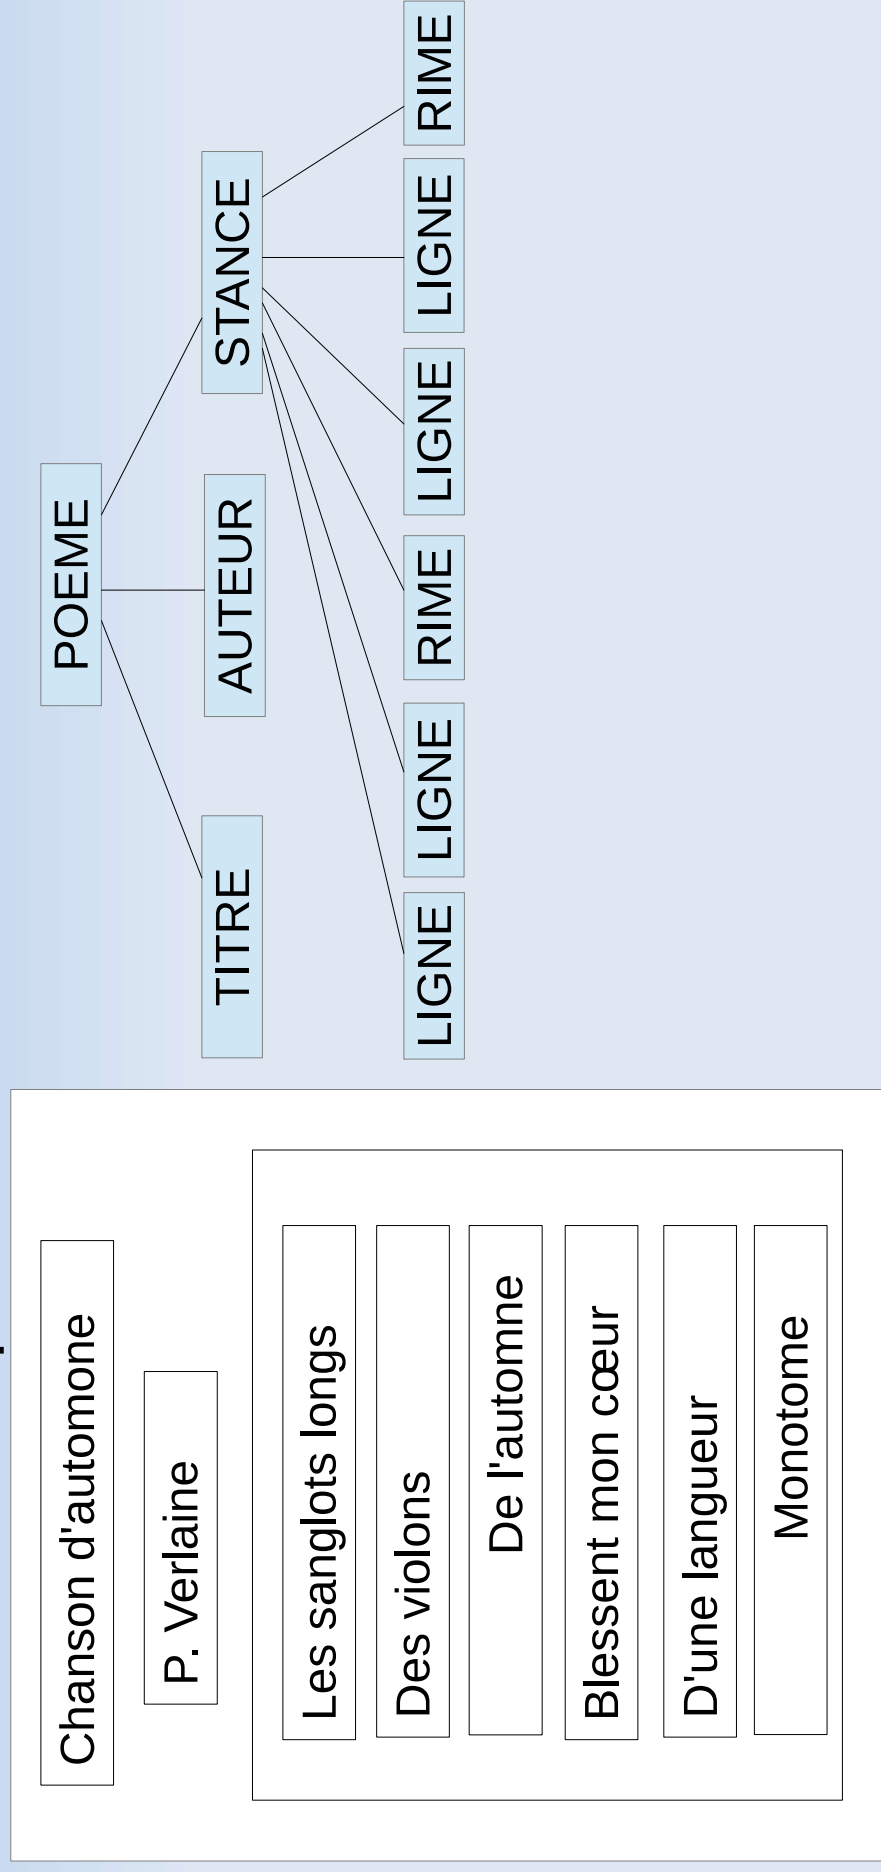 Chanson d'automone
P. Verlaine
Les sanglots longs
Des violons
De l'automne
Blessent mon cœur
D'une langueur
Monotome
POEME
TITRE
AUTEUR
STANCE
LIGNE
LIGNE
RIME
LIGNE
LIGNE
RIME